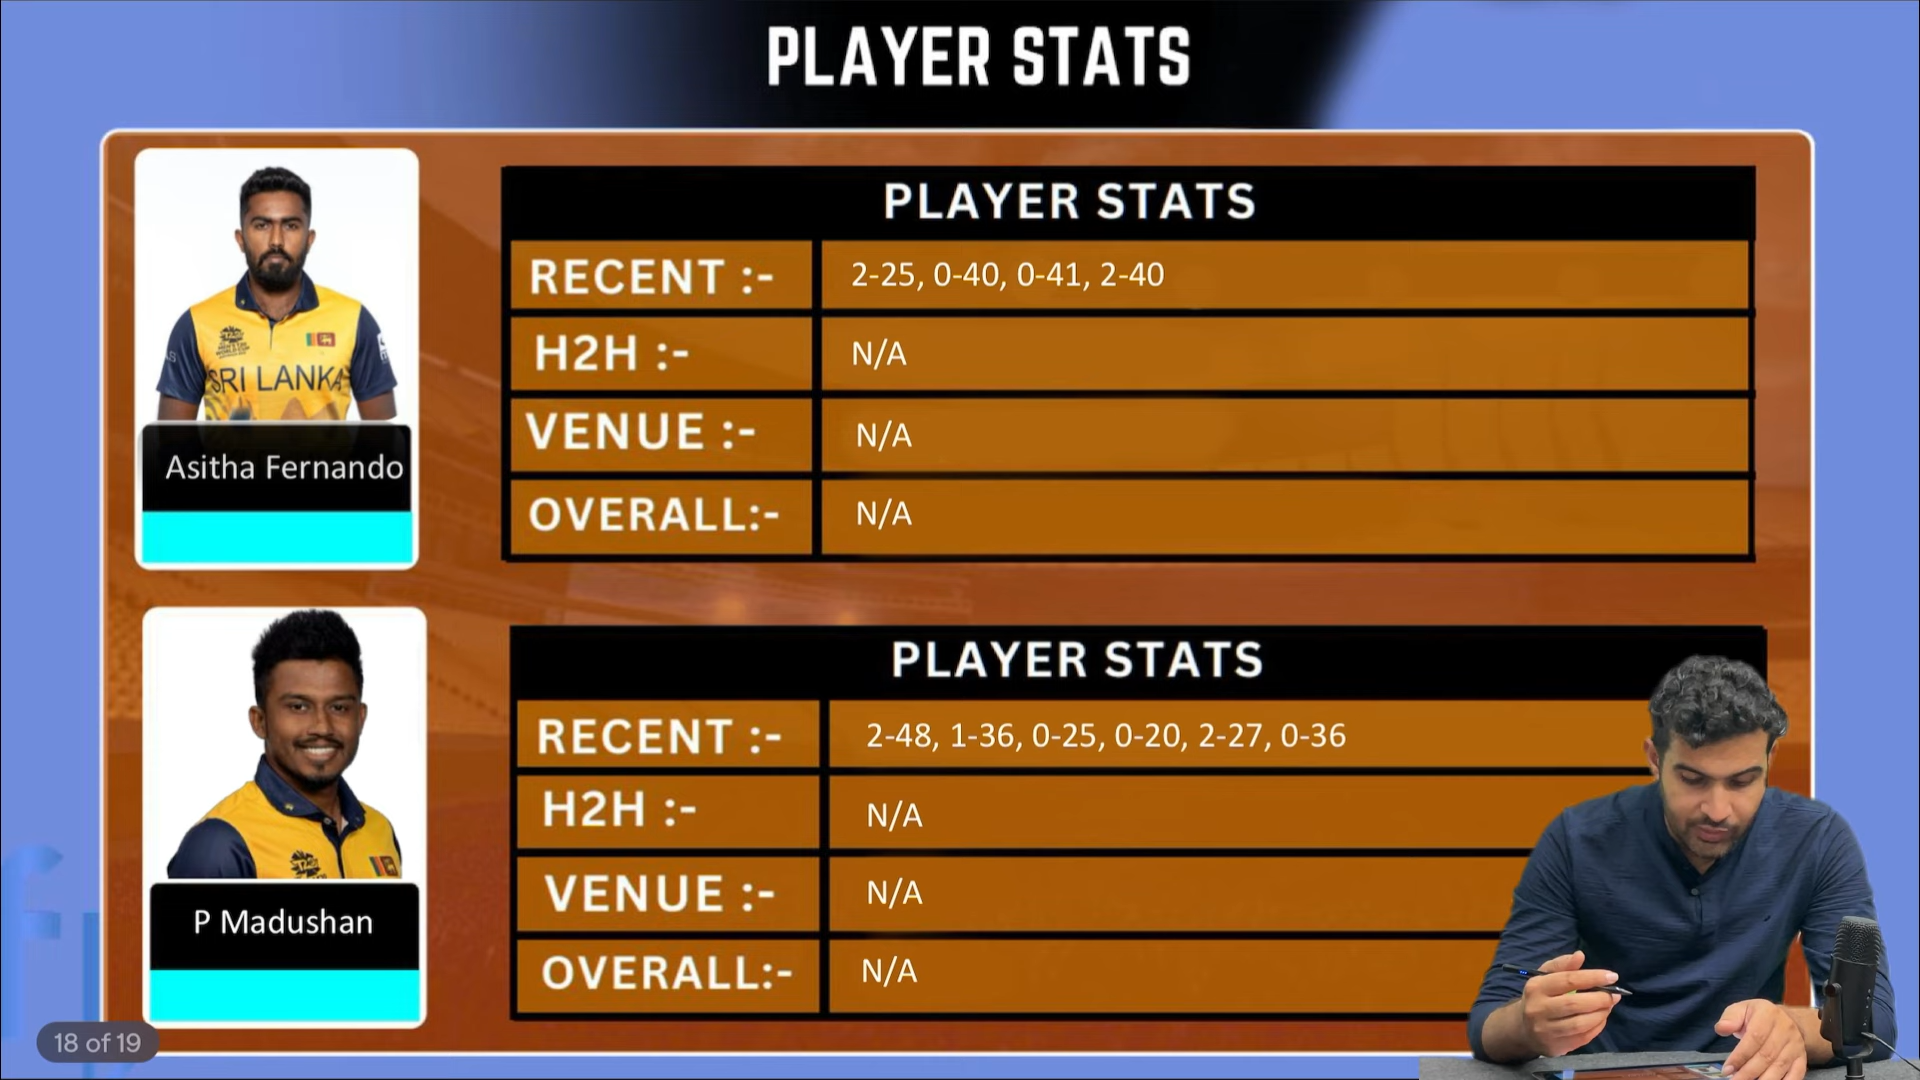 PLAYER STATS
PLAYER STATS
RECENT :- 2-25, 0-40, 0-41, 2-40
H2H :- N/A
VENUE :- N/A
OVERALL:- N/A
SRI LANKA
Asitha Fernando
PLAYER STATS
RECENT :- 2-48, 1-36, 0-25, 0-20, 2-27, 0-36
H2H :- N/A
VENUE :- N/A
OVERALL:- N/A
P Madushan
18 of 19